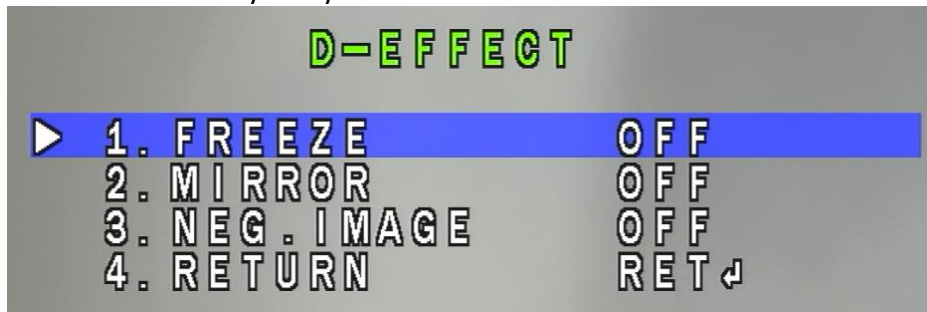 D-EFFECT
1. FREEZE OFF
2. MIRROR OFF
3. NEG.IMAGE OFF
4. RETURN RET↲